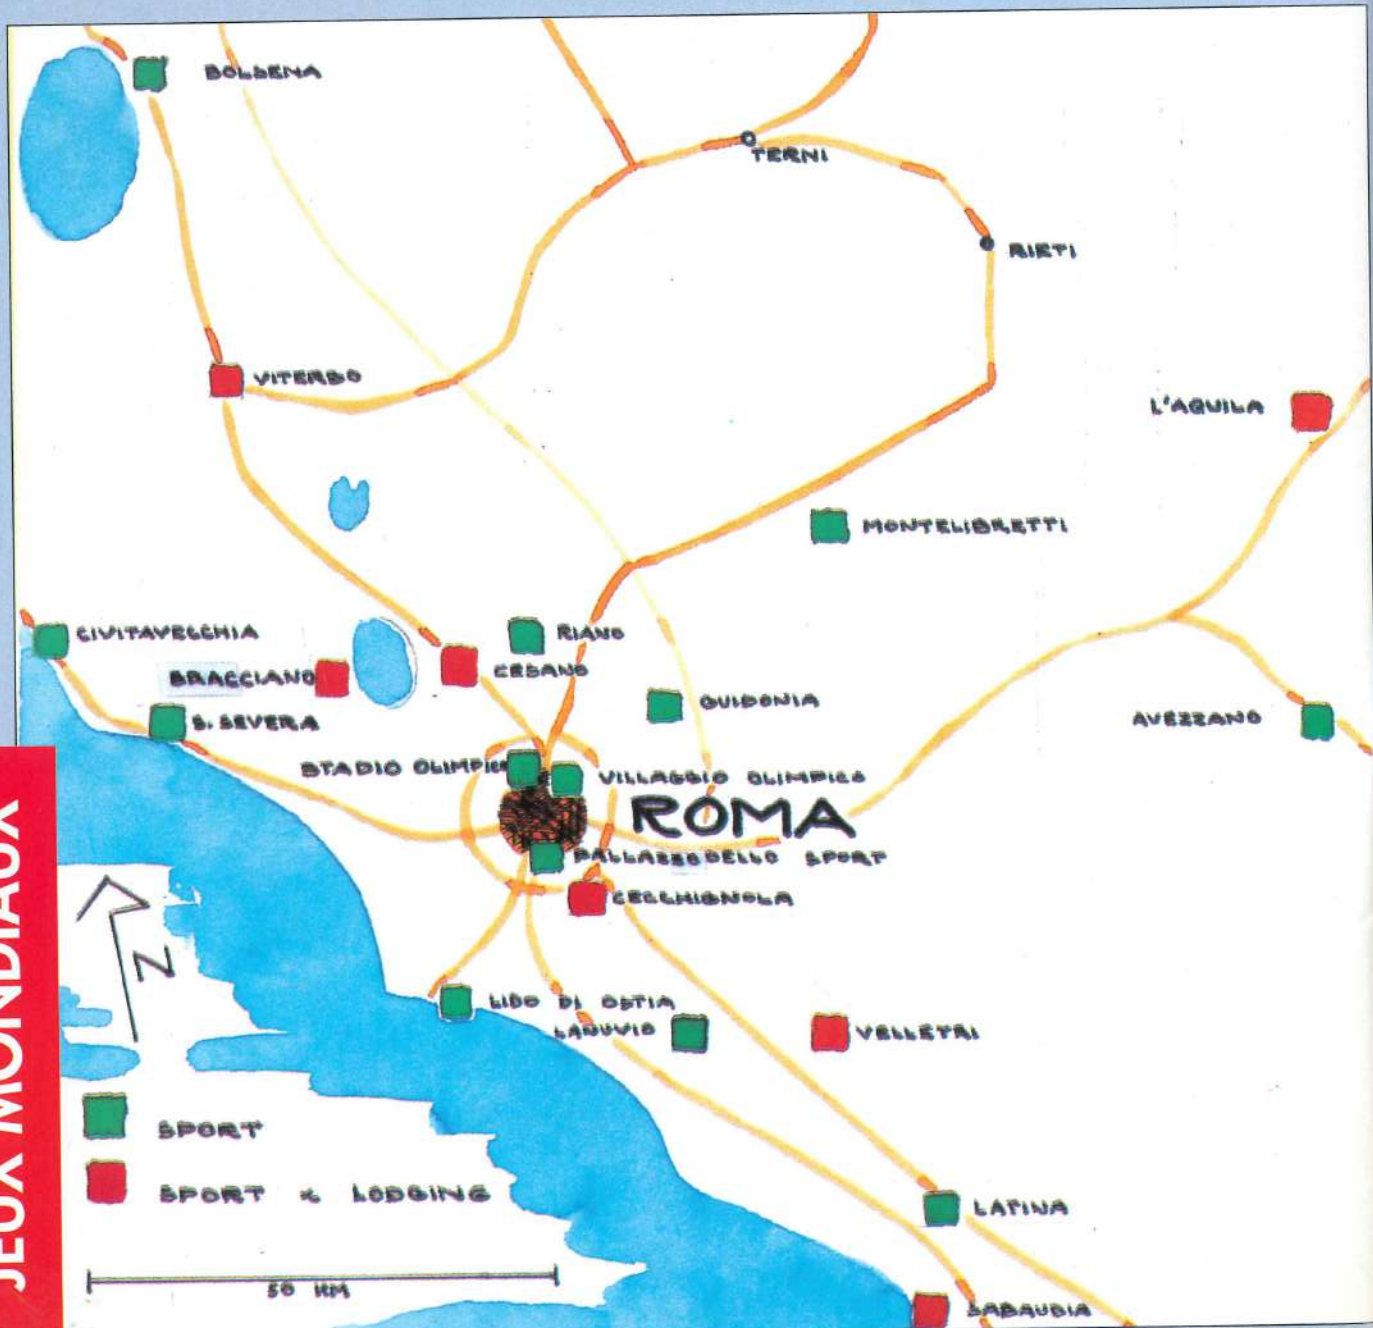 BOLSENA
TERNI
RIETI
VITERBO
L'AQUILA
MONTELIBRETTI
CIVITAVECCHIA
RIANO
BRACCIANO
CESANO
S. SEVERA
GUIDONIA
AVEZZANO
STADIO OLIMPICO
VILLAGGIO OLIMPICO
ROMA
PALLAZZO DELLO SPORT
CECCHIGNOLA
N
LIDO DI OSTIA
LANUVIO
VELLETRI
SPORT
SPORT & LODGING
LATINA
50 KM
SABAUDIA
JEUX MONDIAUX